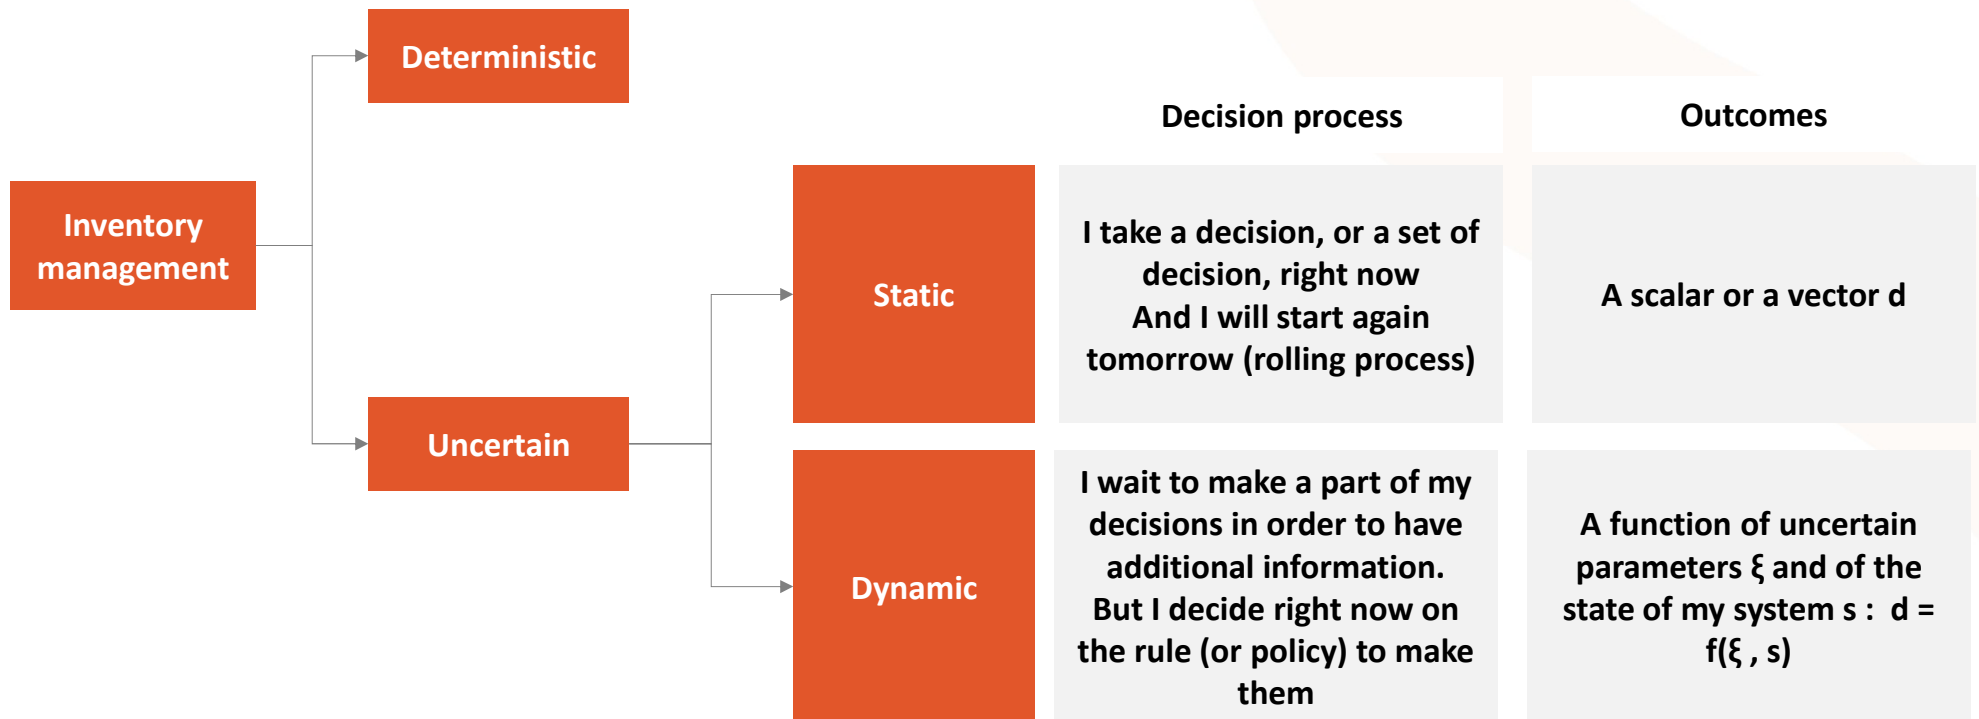 Deterministic
Decision process
Outcomes
Inventory
management
Static
I take a decision, or a set of
decision, right now
And I will start again
tomorrow (rolling process)
A scalar or a vector d
Uncertain
Dynamic
I wait to make a part of my
decisions in order to have
additional information.
But I decide right now on
the rule (or policy) to make
them
A function of uncertain
parameters ξ and of the
state of my system s :  d =
f(ξ , s)